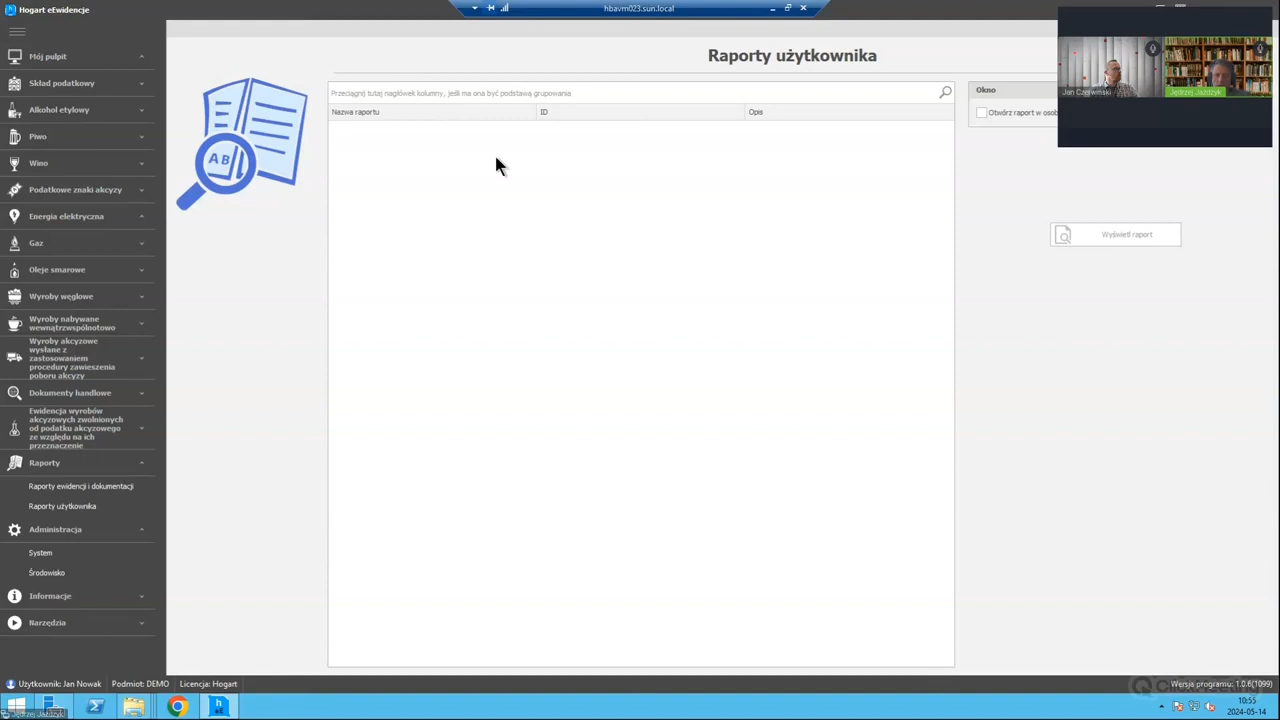 Hogart eEwidencje
hbavm023.sun.local
Mój pulpit
Skład podatkowy
Alkohol etylowy
Piwo
Wino
Podatkowe znaki akcyzy
Energia elektryczna
Gaz
Oleje smarowe
Wyroby węglowe
Wyroby nabywane
wewnątrzwspólnotowo
Wyroby akcyzowe
wysłane z
zastosowaniem
procedury zawieszenia
poboru akcyzy
Dokumenty handlowe
Ewidencja wyrobów
akcyzowych zwolnionych
od podatku akcyzowego
ze względu na ich
przeznaczenie
Raporty
Raporty ewidencji i dokumentacji
Raporty użytkownika
Administracja
System
Środowisko
Informacje
Narzędzia
Raporty użytkownika
Przeciągnij tutaj nagłówek kolumny, jeśli ma ona być podstawą grupowania
Nazwa raportu
ID
Opis
AB
Okno
Otwórz raport w osob
Wyświetl raport
Jan Czerwiński
Jędrzej Jażdżyk
Użytkownik: Jan Nowak
Podmiot: DEMO
Licencja: Hogart
Wersja programu: 1.0.6(1099)
Jędrzej Jażdżyk
10:55
2024-05-14